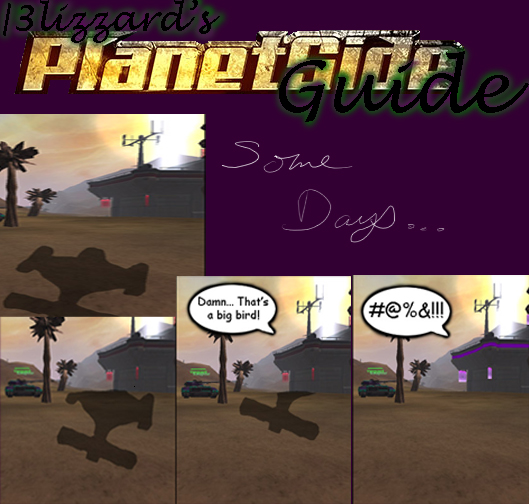 |3lizzard's
PlanetSide
Guide
Some
Days...
Damn... That's
a big bird!
#@%&!!!